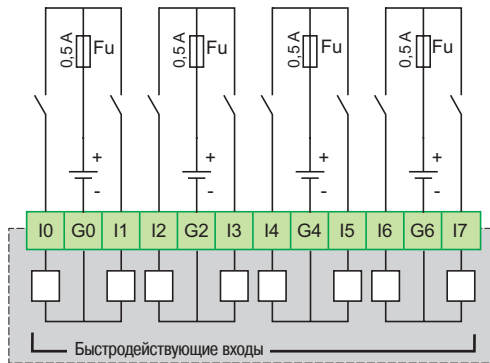 0,5 A Fu 0,5 A Fu 0,5 A Fu 0,5 A Fu
+ + + +
- - - -
I0 G0 I1 I2 G2 I3 I4 G4 I5 I6 G6 I7
Быстродействующие входы